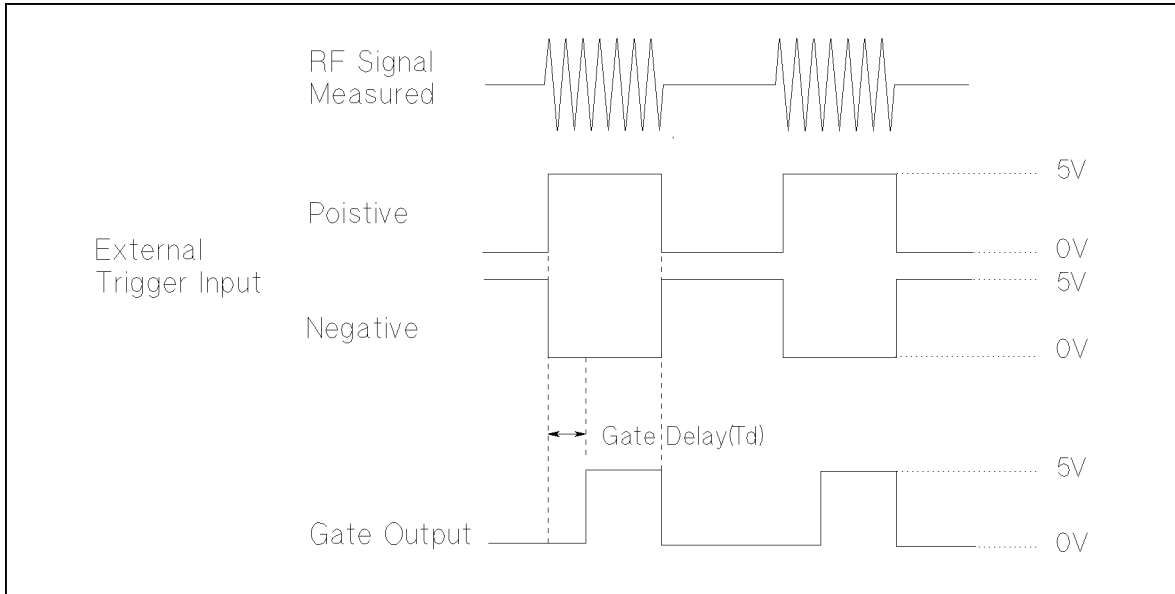 RF Signal
Measured
5V
Poistive
0V
External
Trigger Input
5V
Negative
0V
Gate Delay(Td)
5V
Gate Output
0V